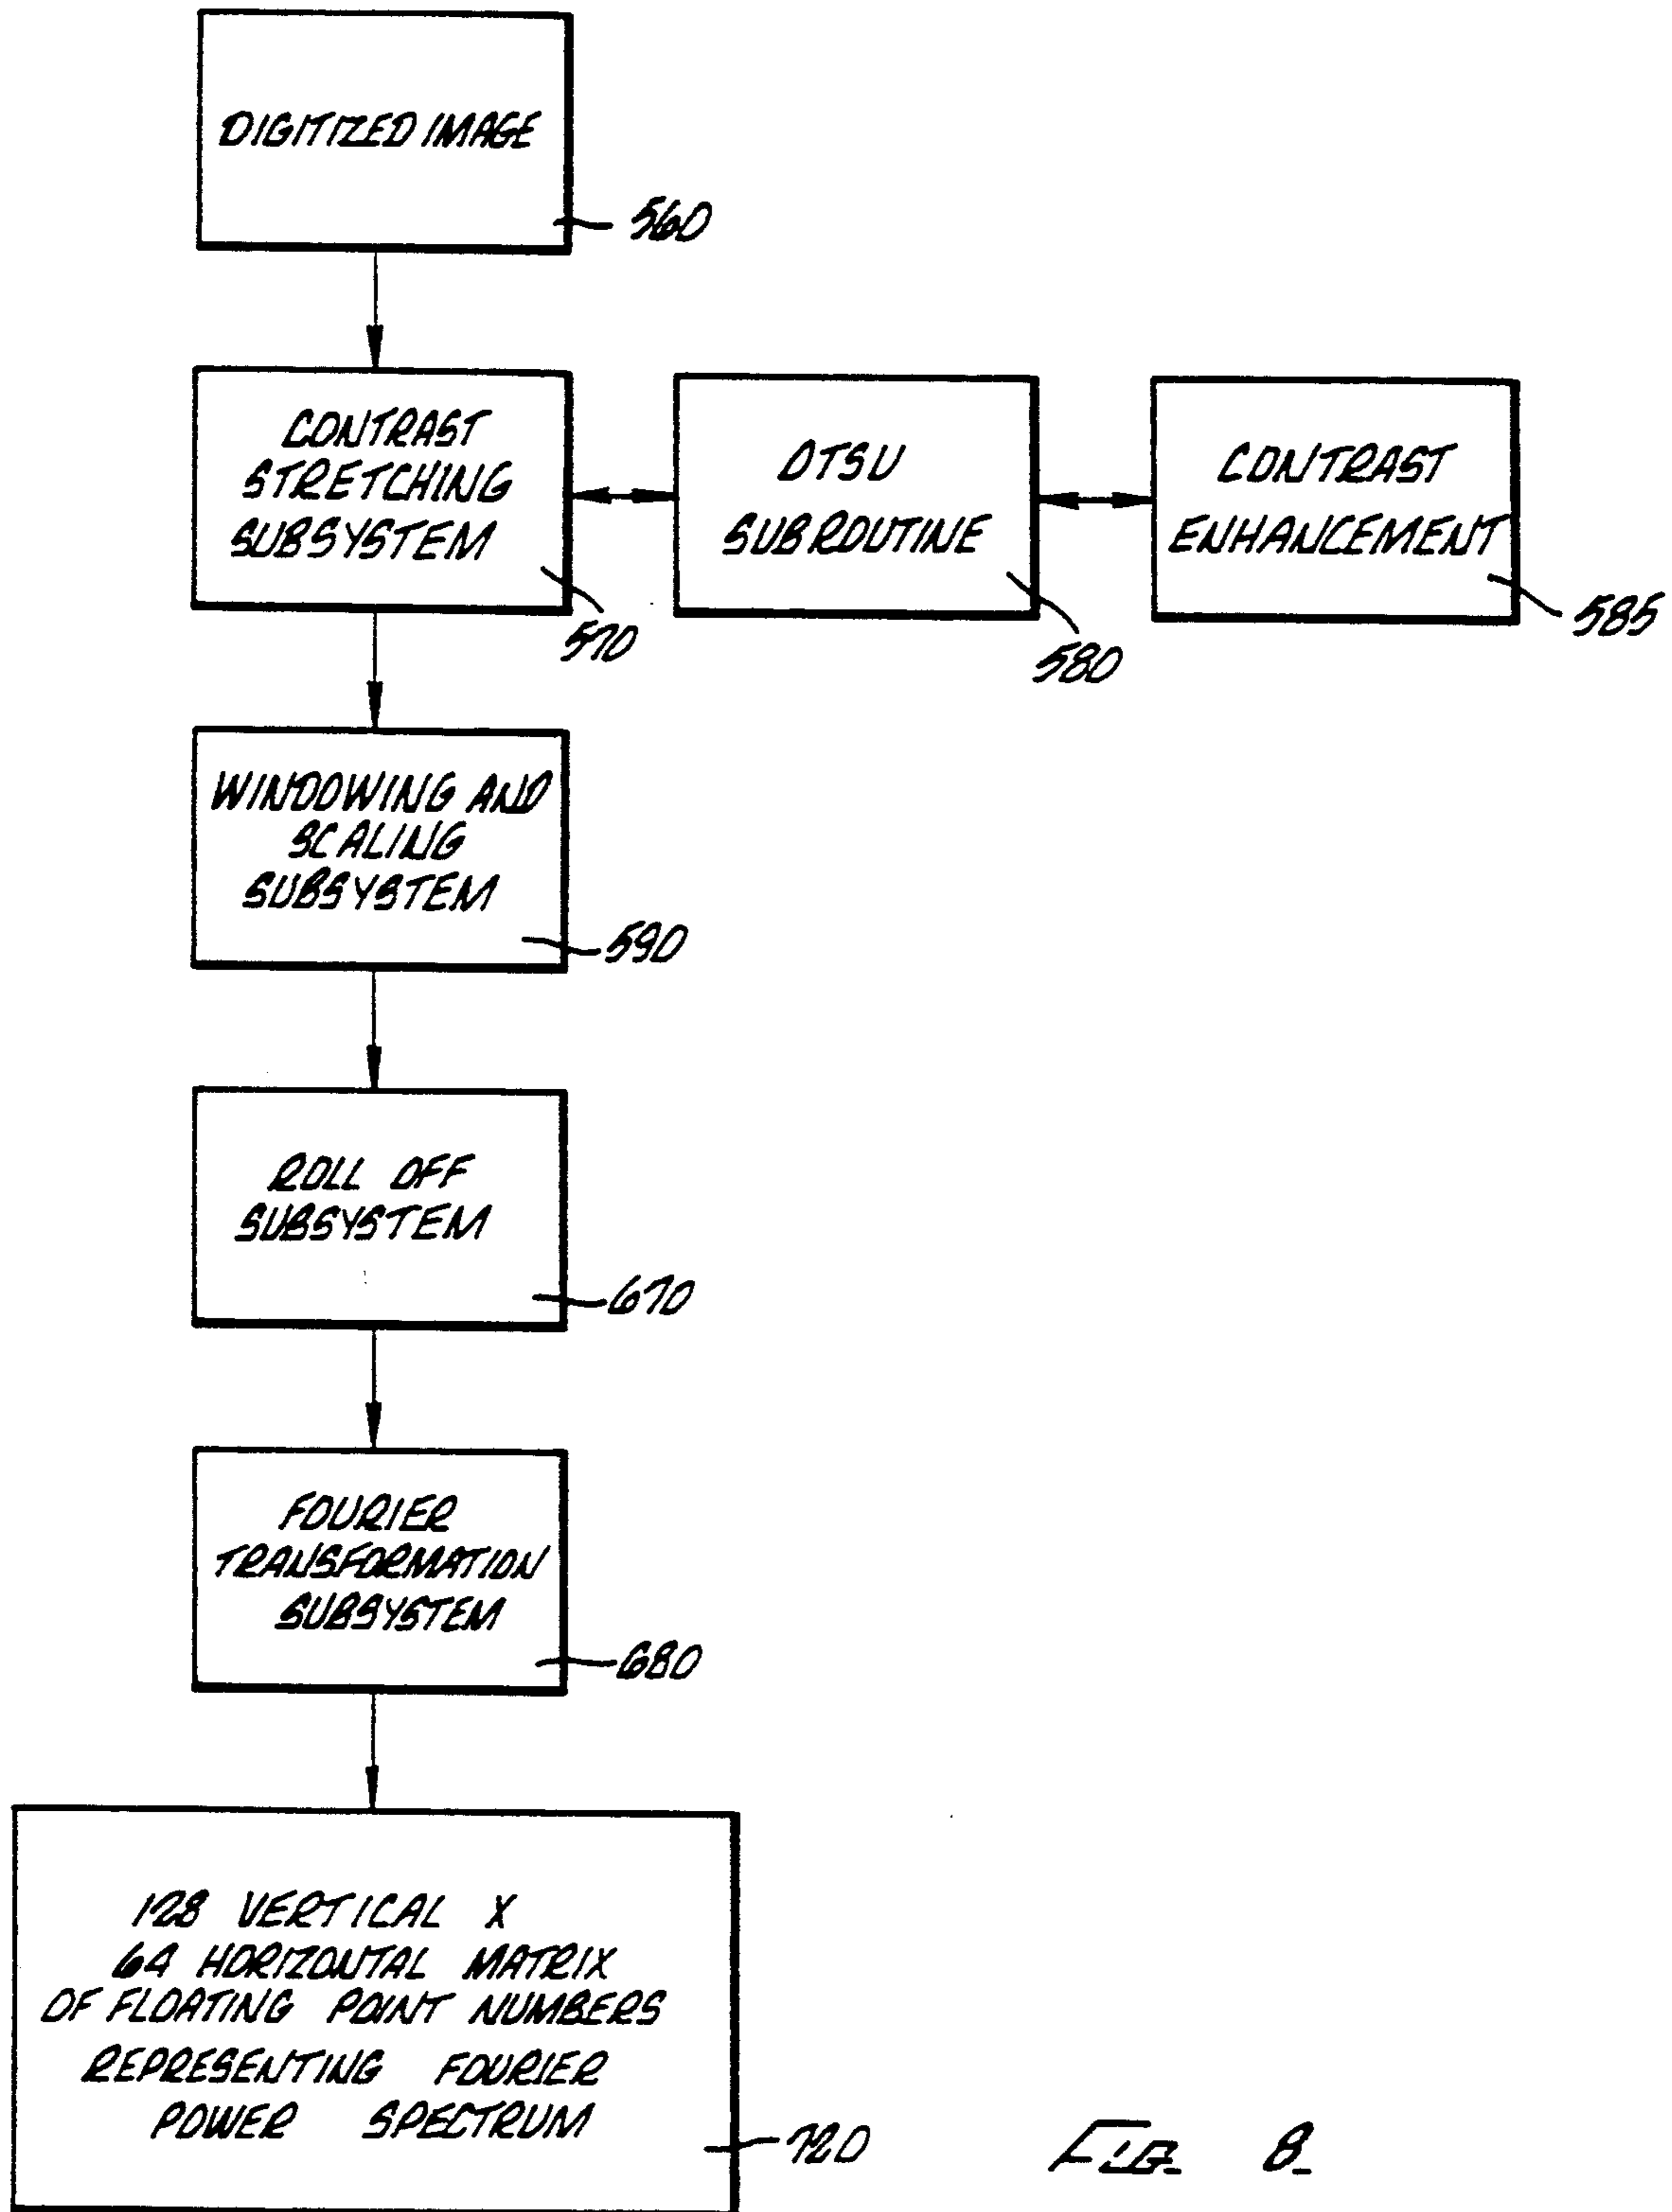 DIGITIZED IMAGE
560
CONTRAST
STRETCHING
SUBSYSTEM
570
OTSU
SUBROUTINE
580
CONTRAST
ENHANCEMENT
585
WINDOWING AND
SCALING
SUBSYSTEM
590
ROLL OFF
SUBSYSTEM
670
FOURIER
TRANSFORMATION
SUBSYSTEM
680
128 VERTICAL X
64 HORIZONTAL MATRIX
OF FLOATING POINT NUMBERS
REPRESENTING FOURIER
POWER SPECTRUM
720
FIG. 8.